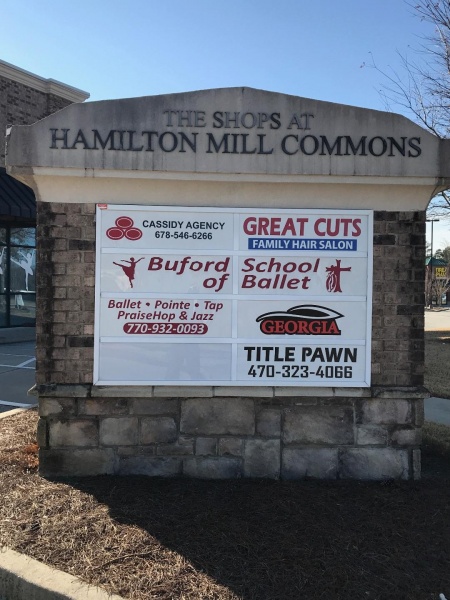 THE SHOPS AT
HAMILTON MILL COMMONS
CASSIDY AGENCY
678-546-6266
GREAT CUTS
FAMILY HAIR SALON
Buford School
of Ballet
Ballet • Pointe • Tap
PraiseHop & Jazz
770-932-0093
GEORGIA
TITLE PAWN
470-323-4066